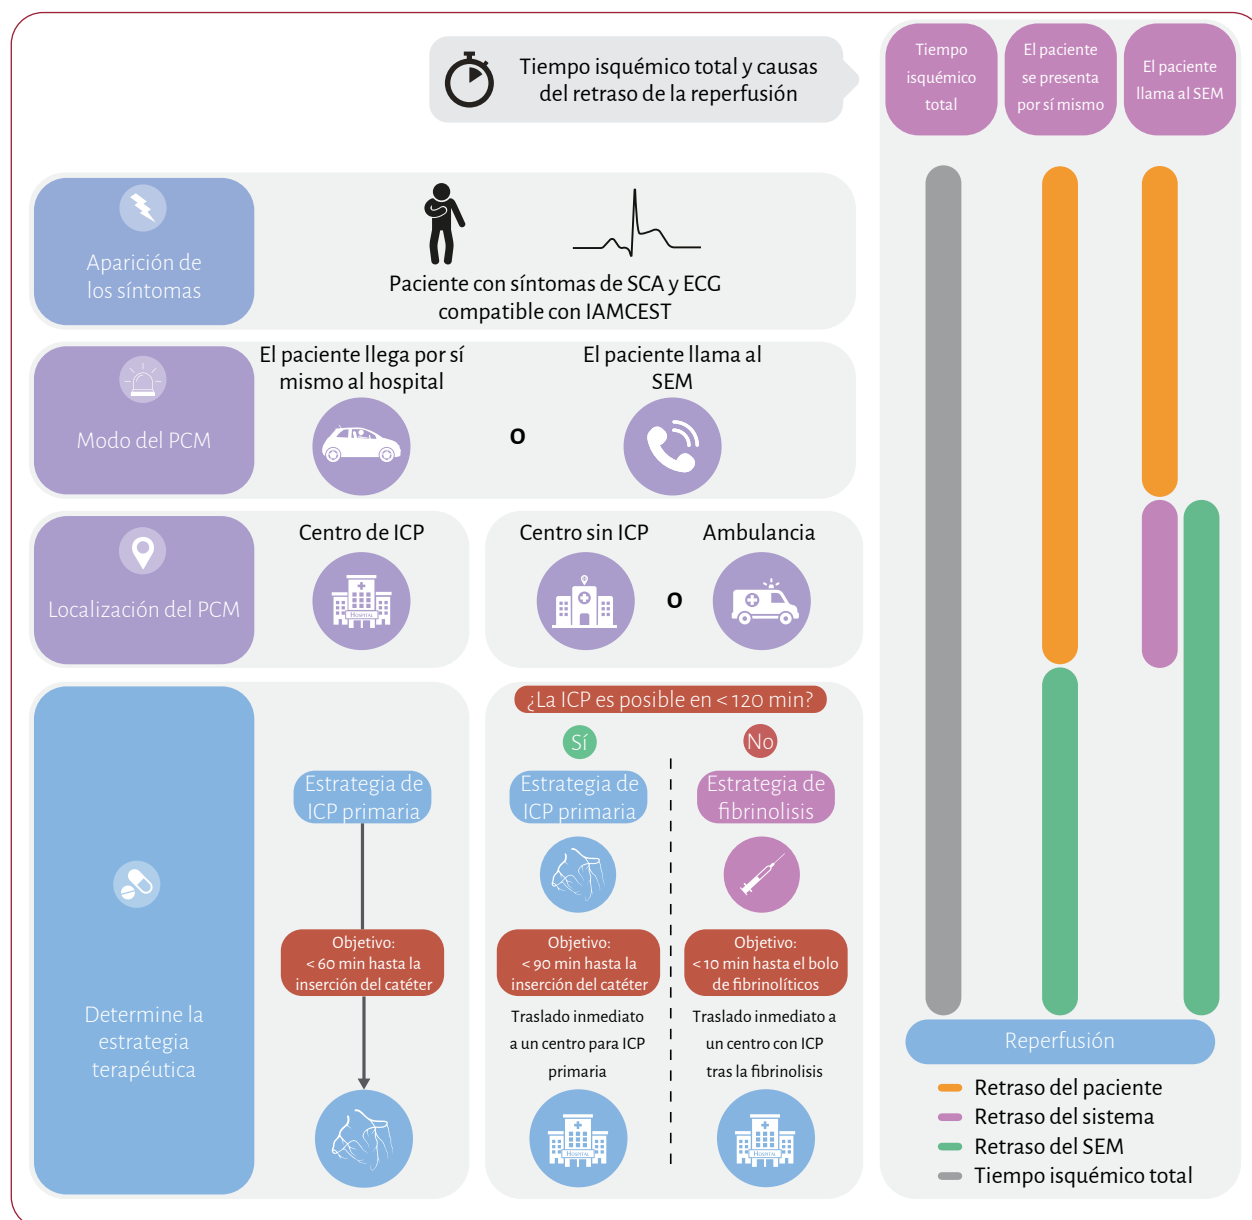 Tiempo isquémico total y causas
del retraso de la reperfusión
Tiempo
isquémico
total
El paciente
se presenta
por sí mismo
El paciente
llama al SEM
Aparición de
los síntomas
Paciente con síntomas de SCA y ECG
compatible con IAMCEST
Modo del PCM
El paciente llega por sí
mismo al hospital
o
El paciente llama al
SEM
Localización del PCM
Centro de ICP
HOSPITAL
Centro sin ICP
o
Ambulancia
Determine la
estrategia
terapéutica
Estrategia de
ICP primaria
Objetivo:
< 60 min hasta la
inserción del catéter
¿La ICP es posible en < 120 min?
Sí
Estrategia de
ICP primaria
Objetivo:
< 90 min hasta la
inserción del catéter
Traslado inmediato
a un centro para ICP
primaria
HOSPITAL
No
Estrategia de
fibrinolisis
Objetivo:
< 10 min hasta el bolo
de fibrinolíticos
Traslado inmediato a
un centro con ICP
tras la fibrinolisis
HOSPITAL
Reperfusión
Retraso del paciente
Retraso del sistema
Retraso del SEM
Tiempo isquémico total